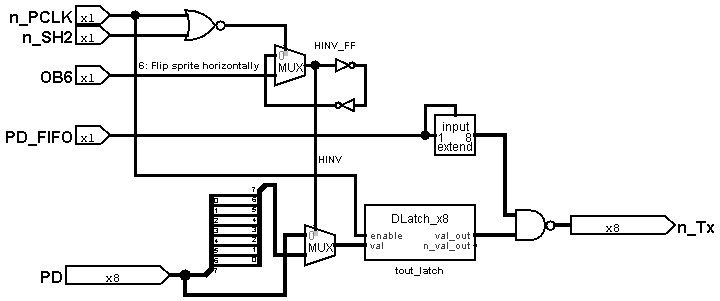 n_PCLK x1
n_SH2 x1
HINV_FF
0
MUX
6: Flip sprite horizontally
OB6 x1
PD_FIFO x1
input
1 8
extend
HINV
7
0 6
1 5
2 4
3 3
4 2
5 1
6 0
7
DLatch_x8
enable val_out
val n_val_out
0
MUX
x8 n_Tx
tout_latch
PD x8